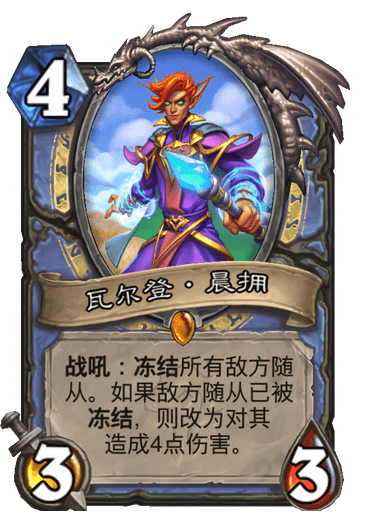 4
瓦尔登·晨拥
战吼：冻结所有敌方随
从。如果敌方随从已被
冻结，则改为对其
造成4点伤害。
3
3